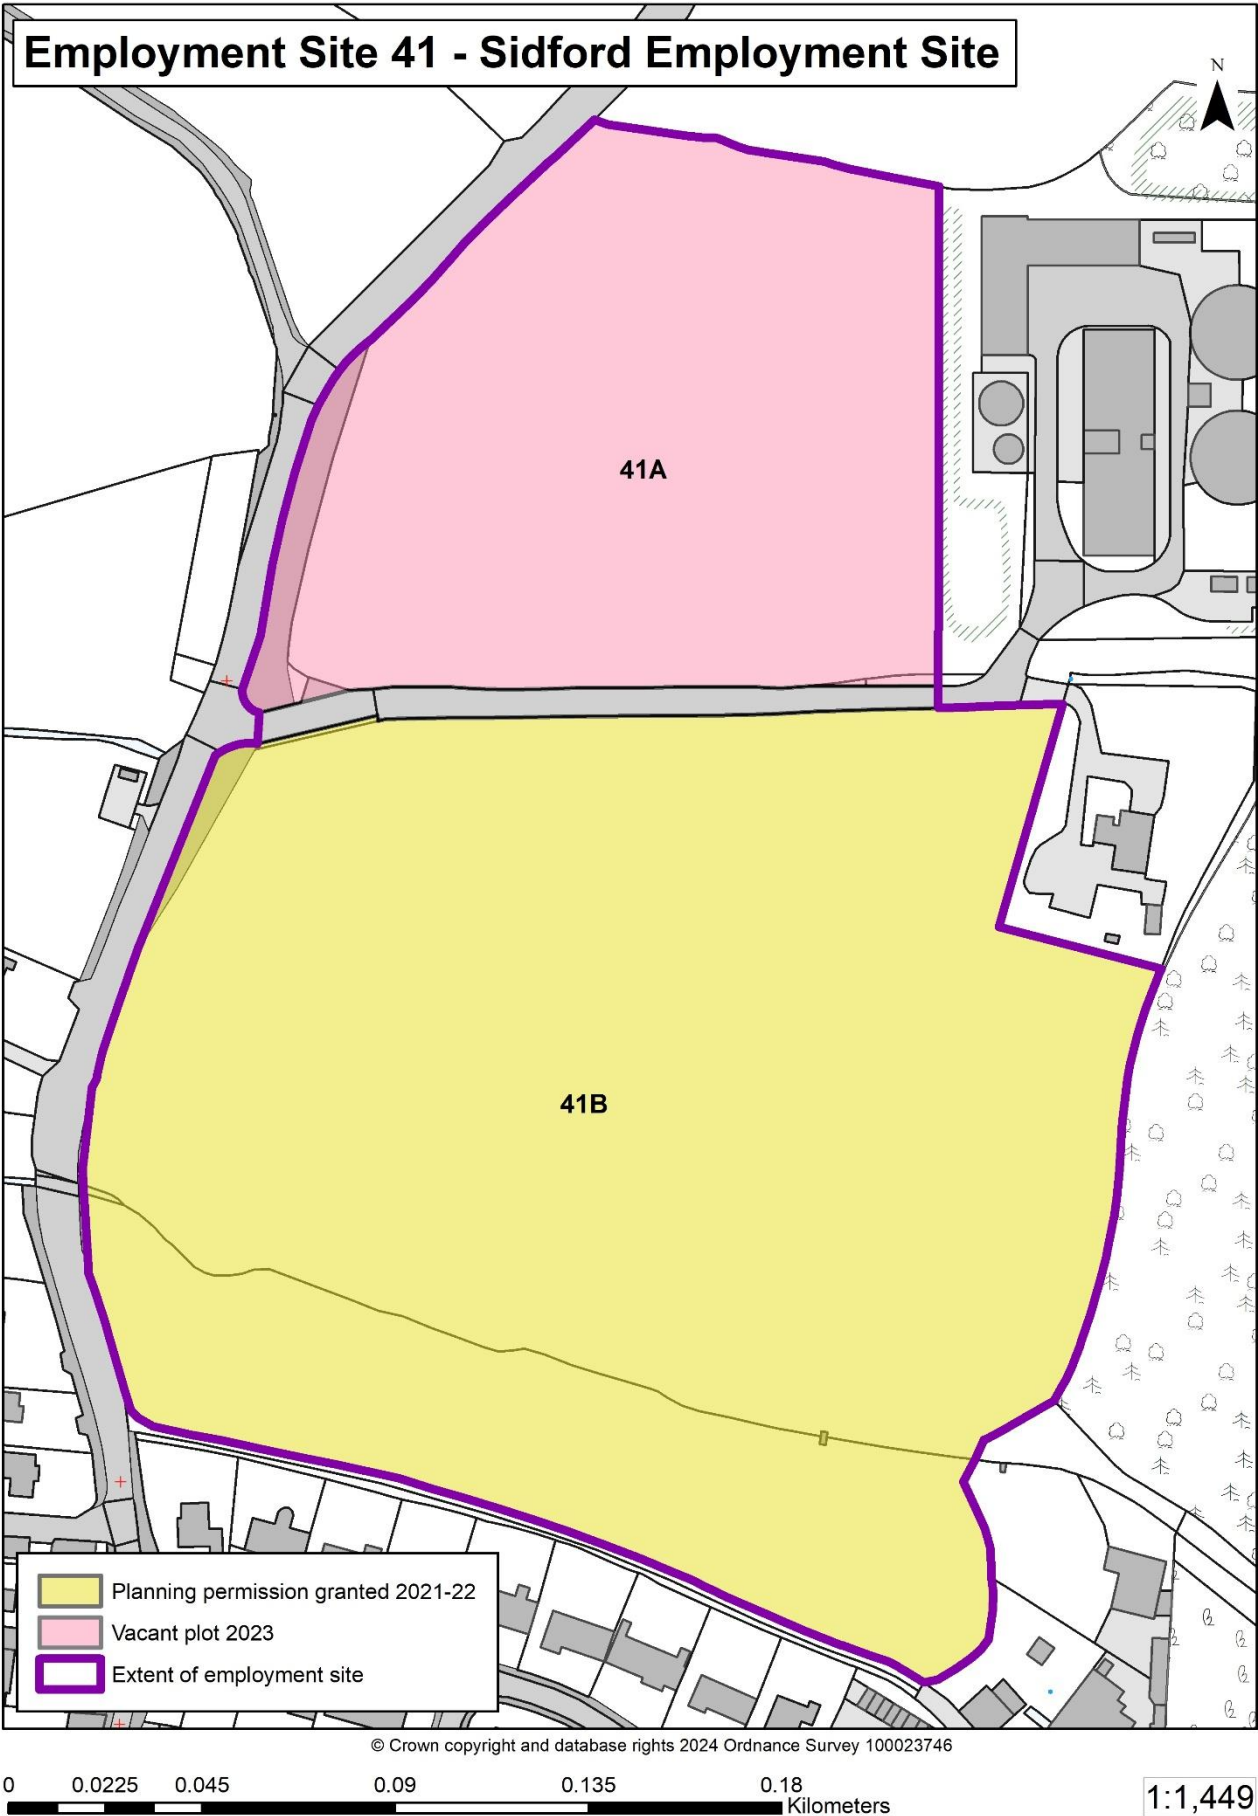 Employment Site 41 - Sidford Employment Site
N
41A
41B
Planning permission granted 2021-22
Vacant plot 2023
Extent of employment site
© Crown copyright and database rights 2024 Ordnance Survey 100023746
0 0.0225 0.045 0.09 0.135 0.18
Kilometers
1:1,449